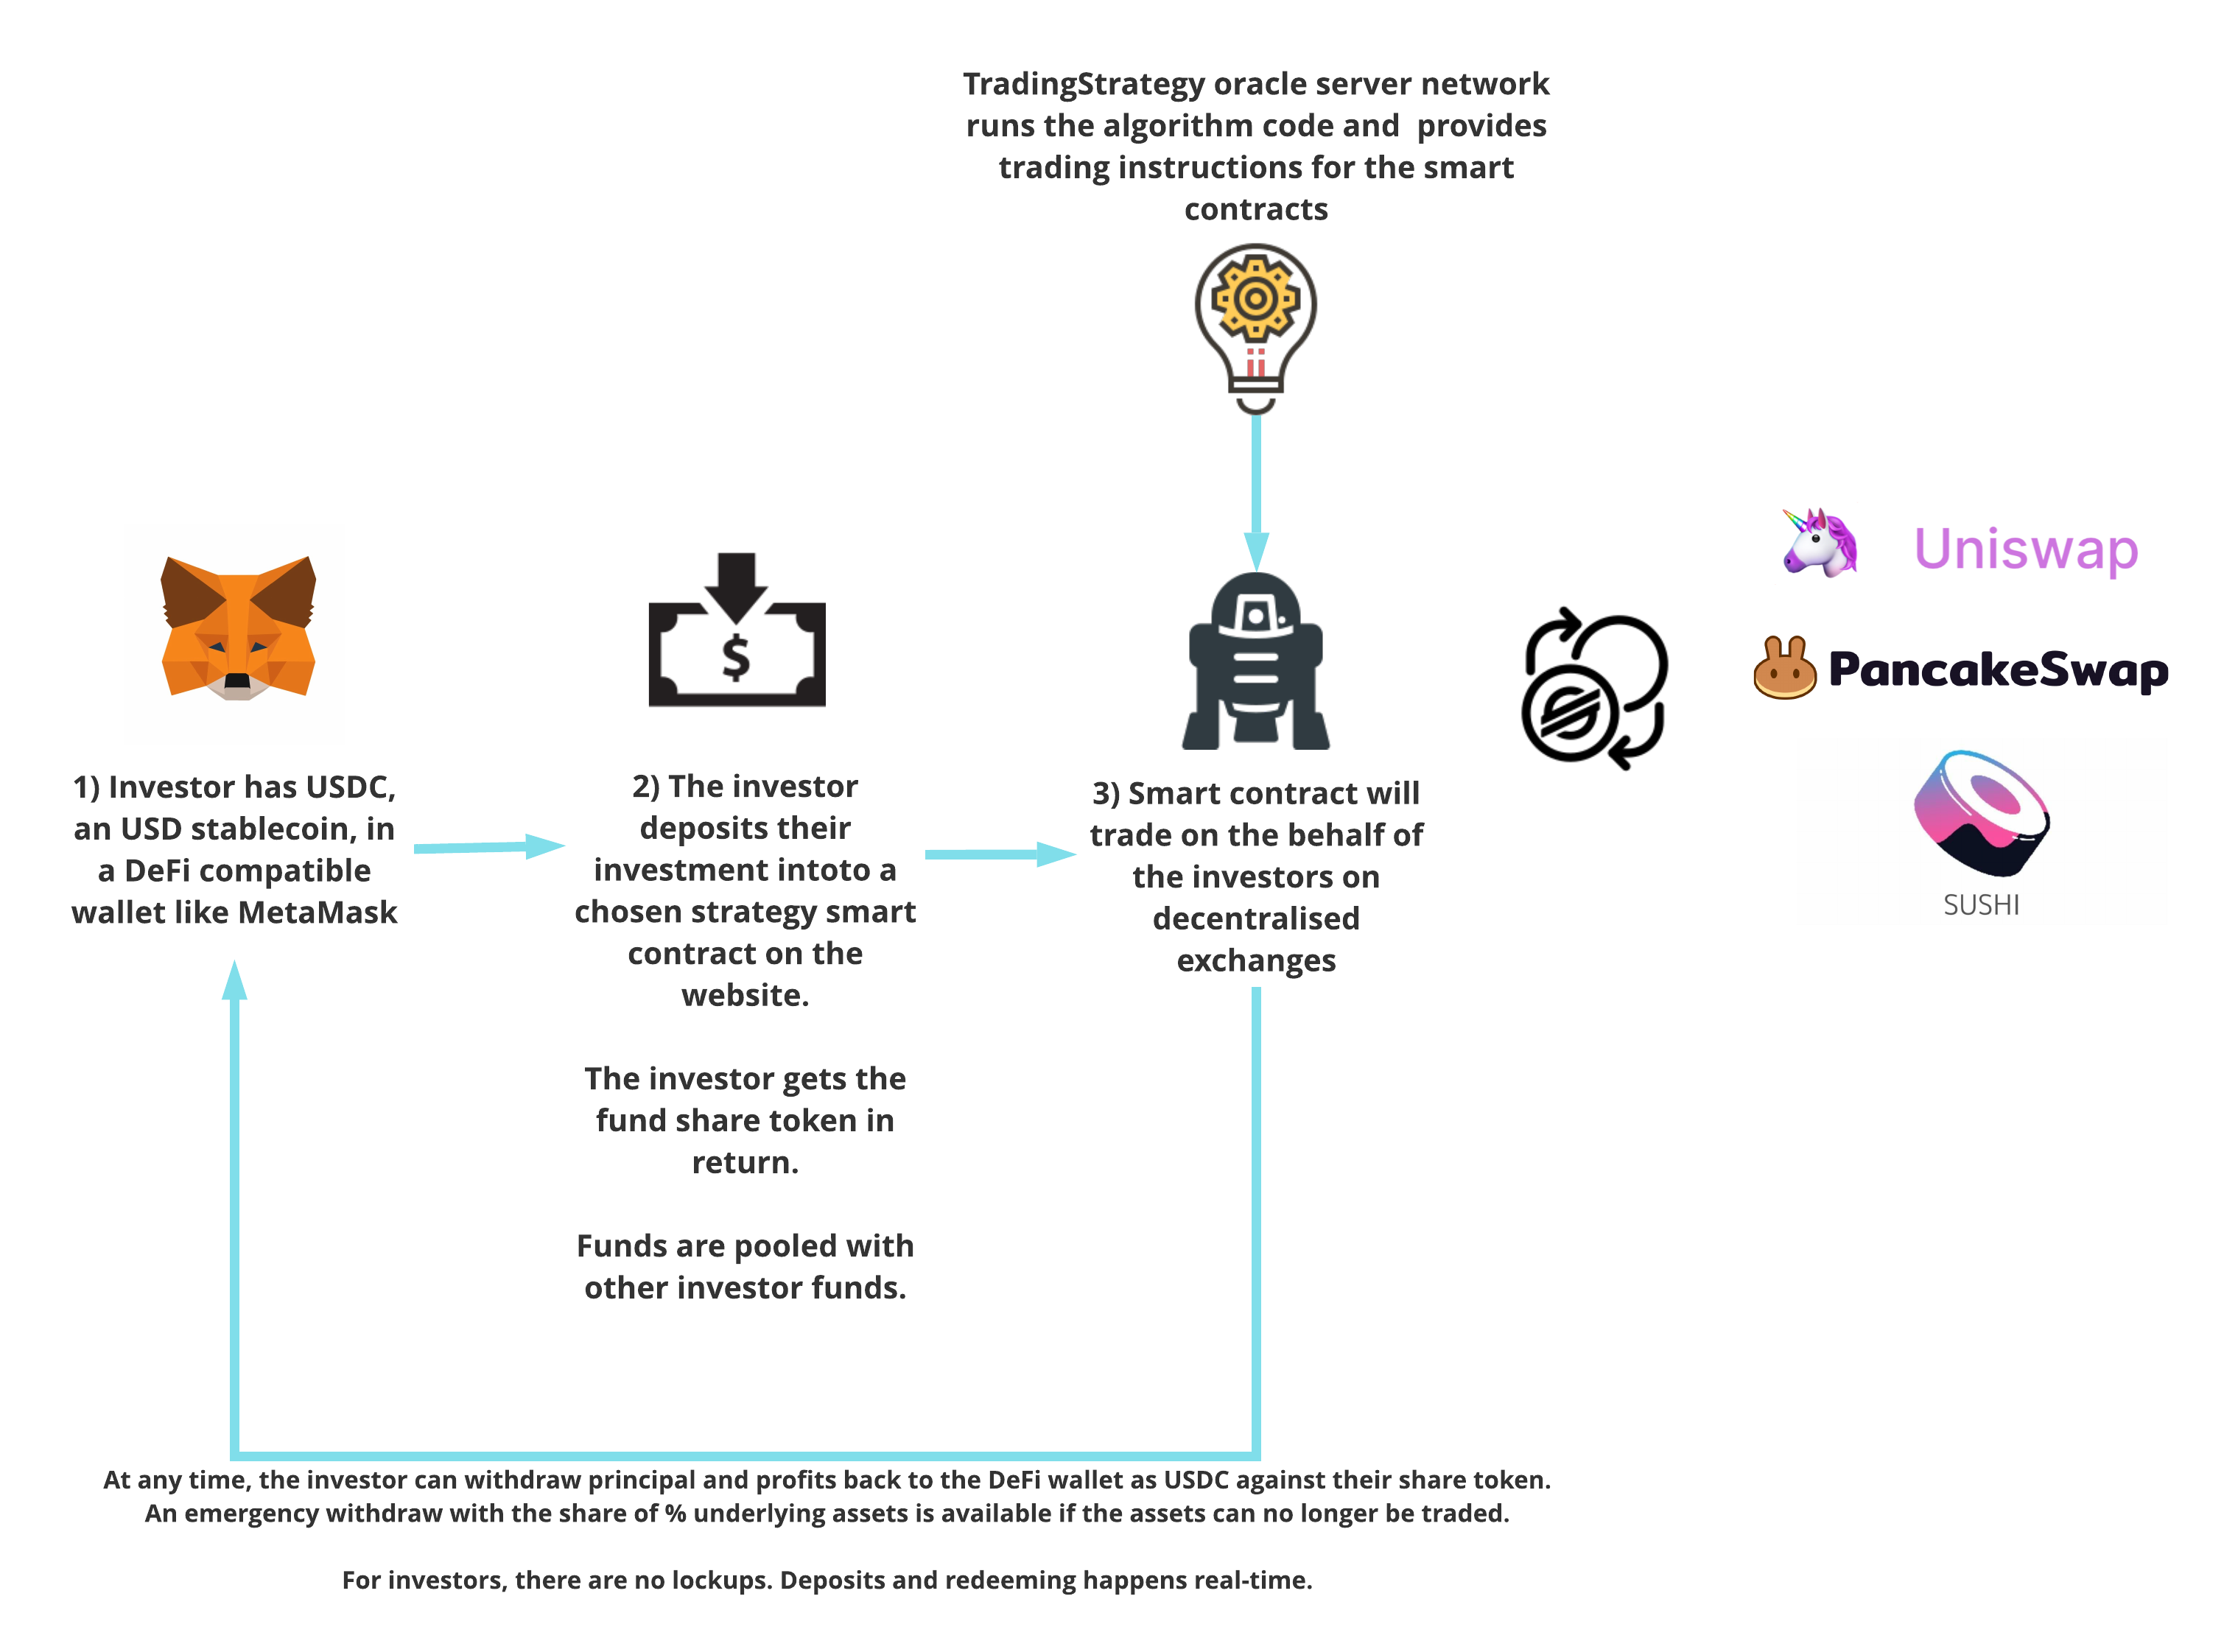 TradingStrategy oracle server network
runs the algorithm code and  provides
trading instructions for the smart
contracts
1) Investor has USDC,
an USD stablecoin, in
a DeFi compatible
wallet like MetaMask
$
2) The investor
deposits their
investment intoto a
chosen strategy smart
contract on the
website.
The investor gets the
fund share token in
return.
Funds are pooled with
other investor funds.
3) Smart contract will
trade on the behalf of
the investors on
decentralised
exchanges
Uniswap
PancakeSwap
SUSHI
At any time, the investor can withdraw principal and profits back to the DeFi wallet as USDC against their share token.
An emergency withdraw with the share of % underlying assets is available if the assets can no longer be traded.
For investors, there are no lockups. Deposits and redeeming happens real-time.